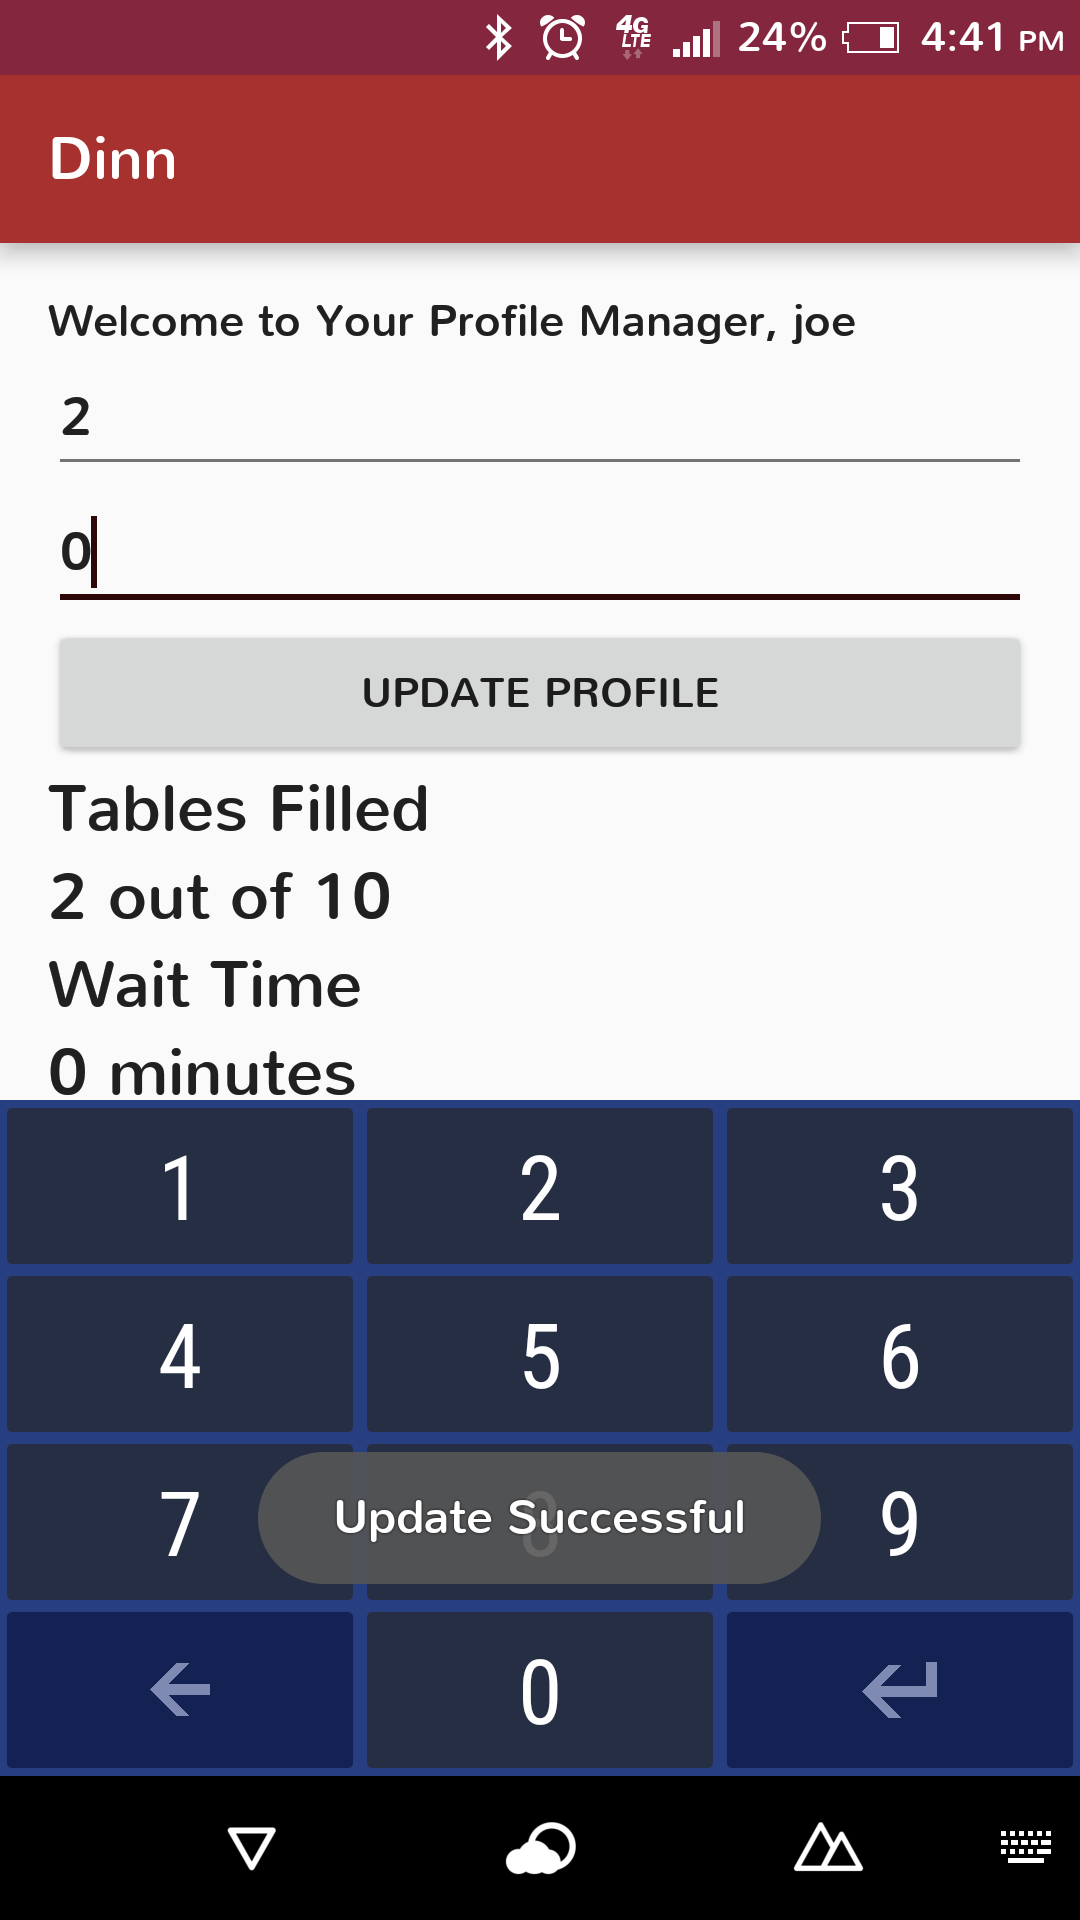 4G LTE 24% 4:41 PM
Dinn
Welcome to Your Profile Manager, joe
2
0
UPDATE PROFILE
Tables Filled
2 out of 10
Wait Time
0 minutes
1 2 3
4 5 6
7 8 9
Update Successful
0